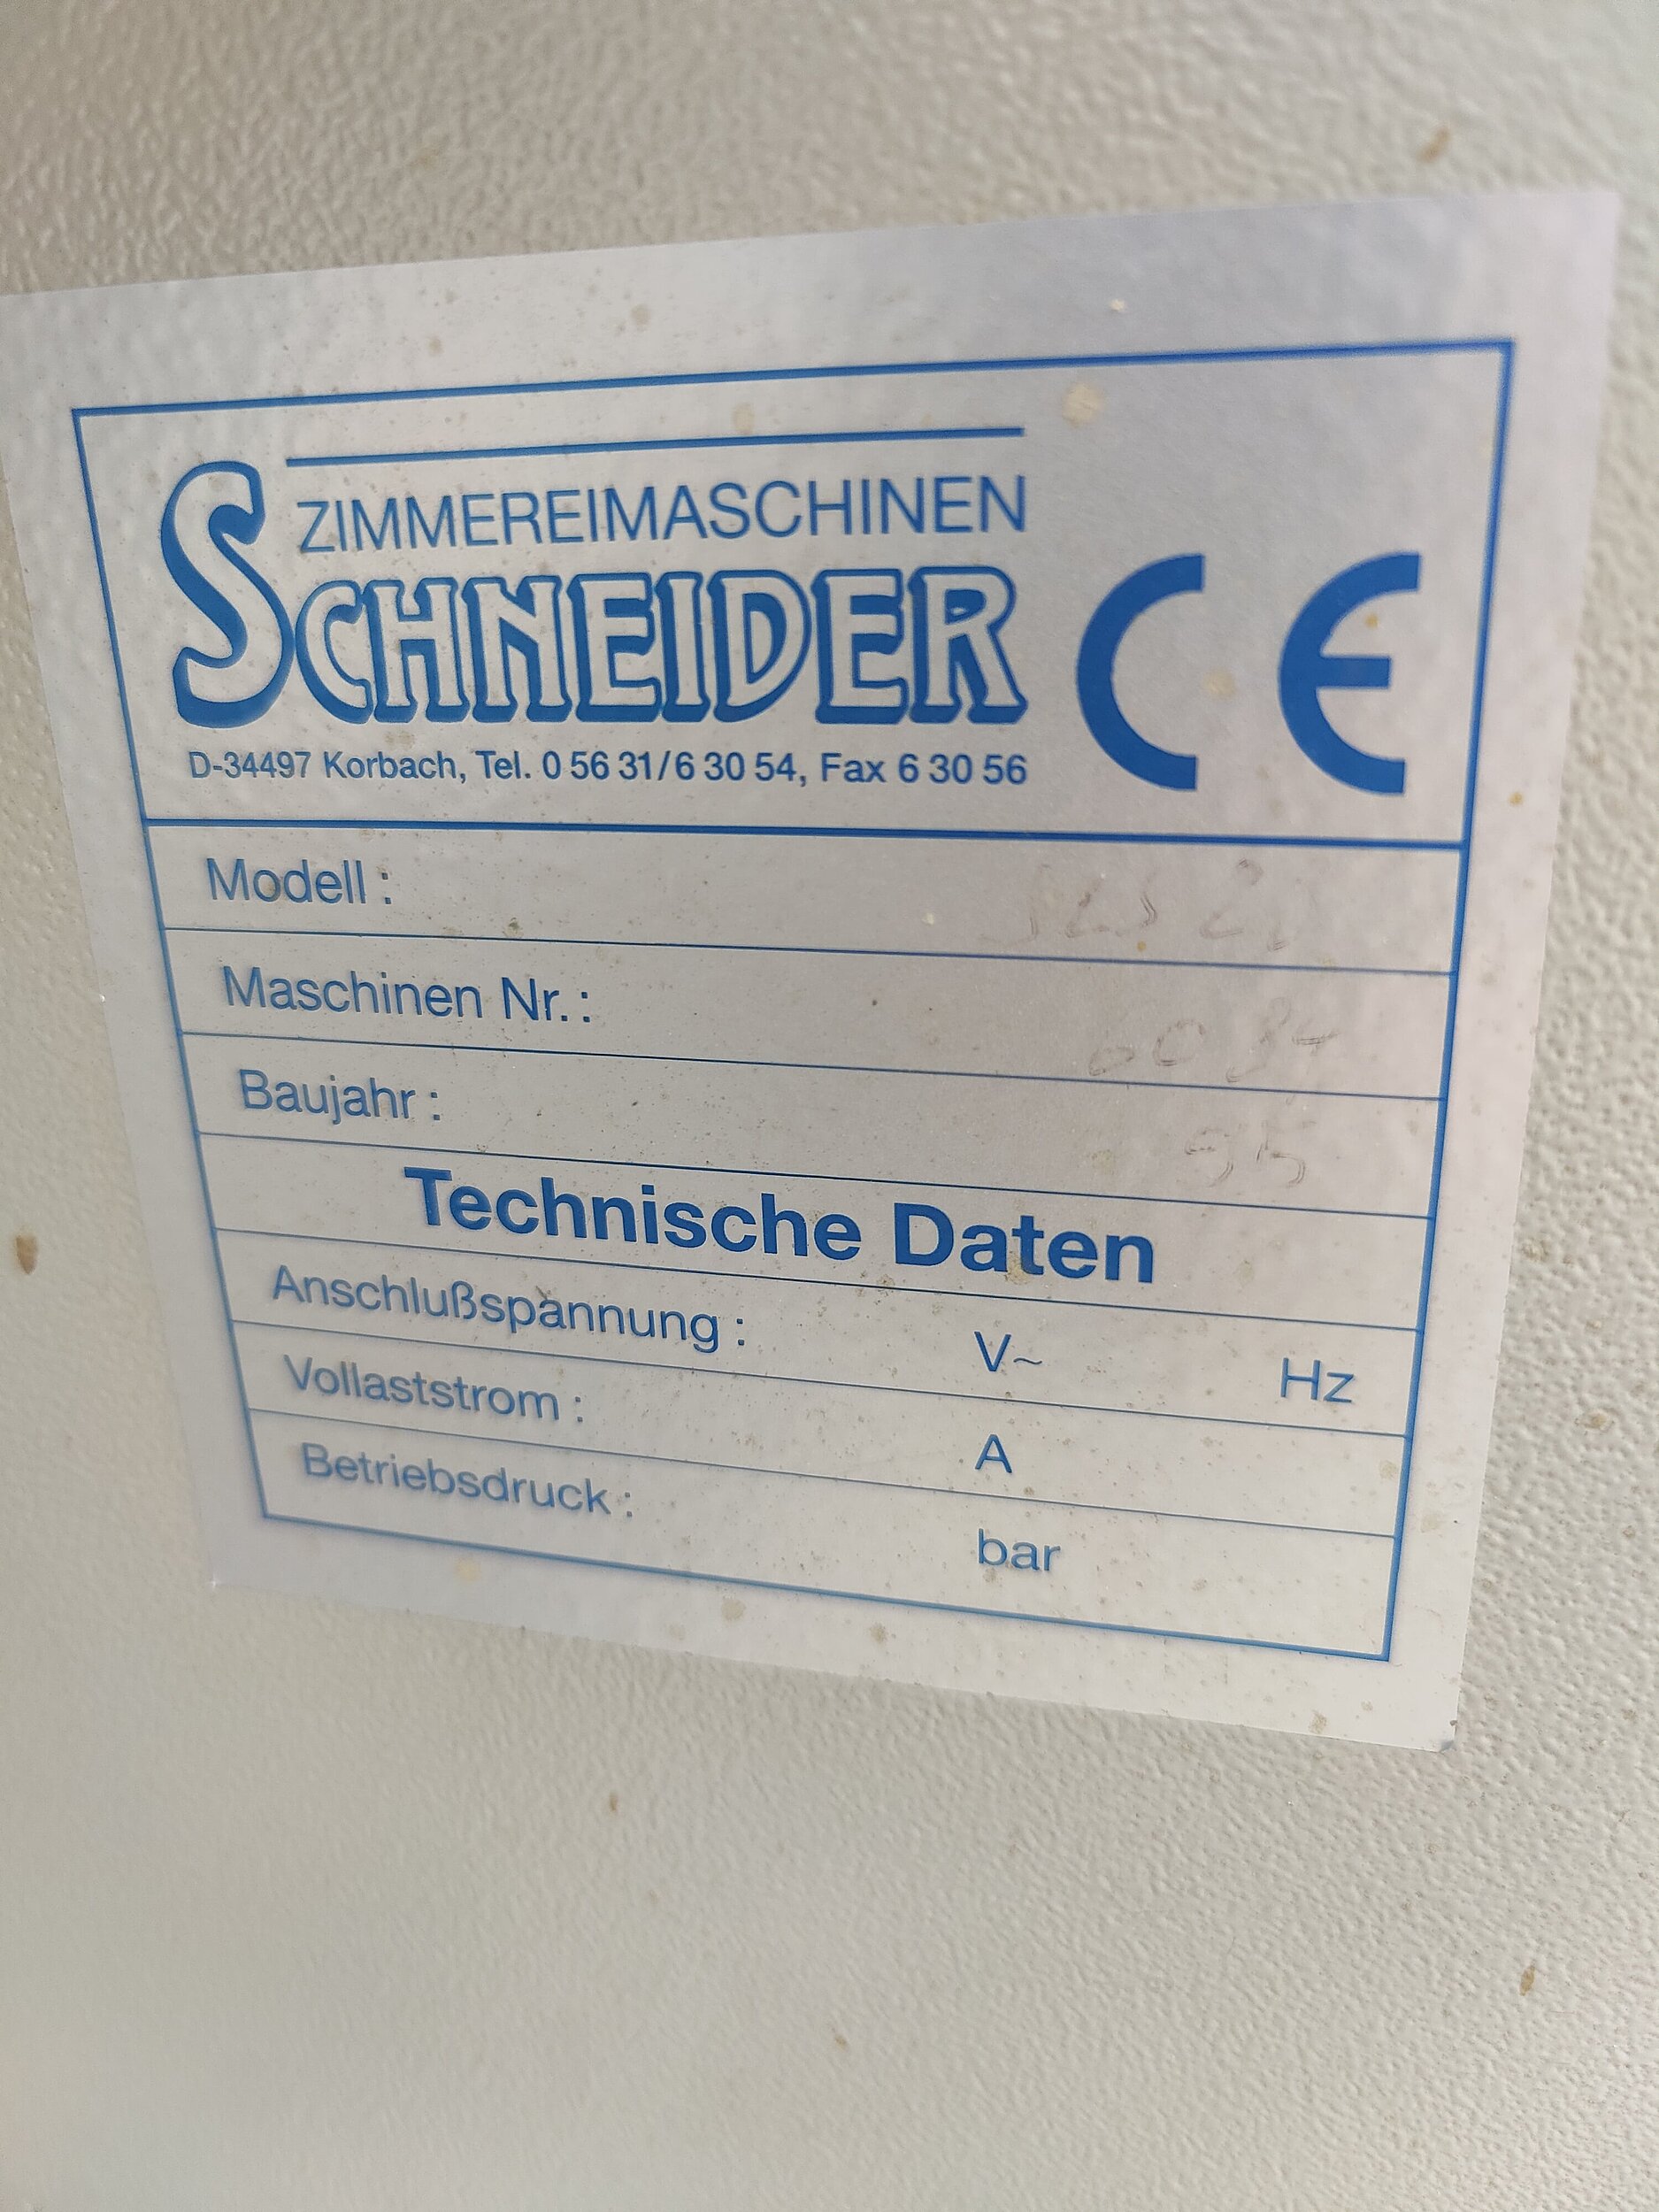 ZIMMEREIMASCHINEN
SCHNEIDER
CE
D-34497 Korbach, Tel. 0 56 31/6 30 54, Fax 6 30 56
Modell :
Maschinen Nr. :
Baujahr : 95
Technische Daten
Anschlußspannung : V~ Hz
Vollaststrom : A
Betriebsdruck : bar